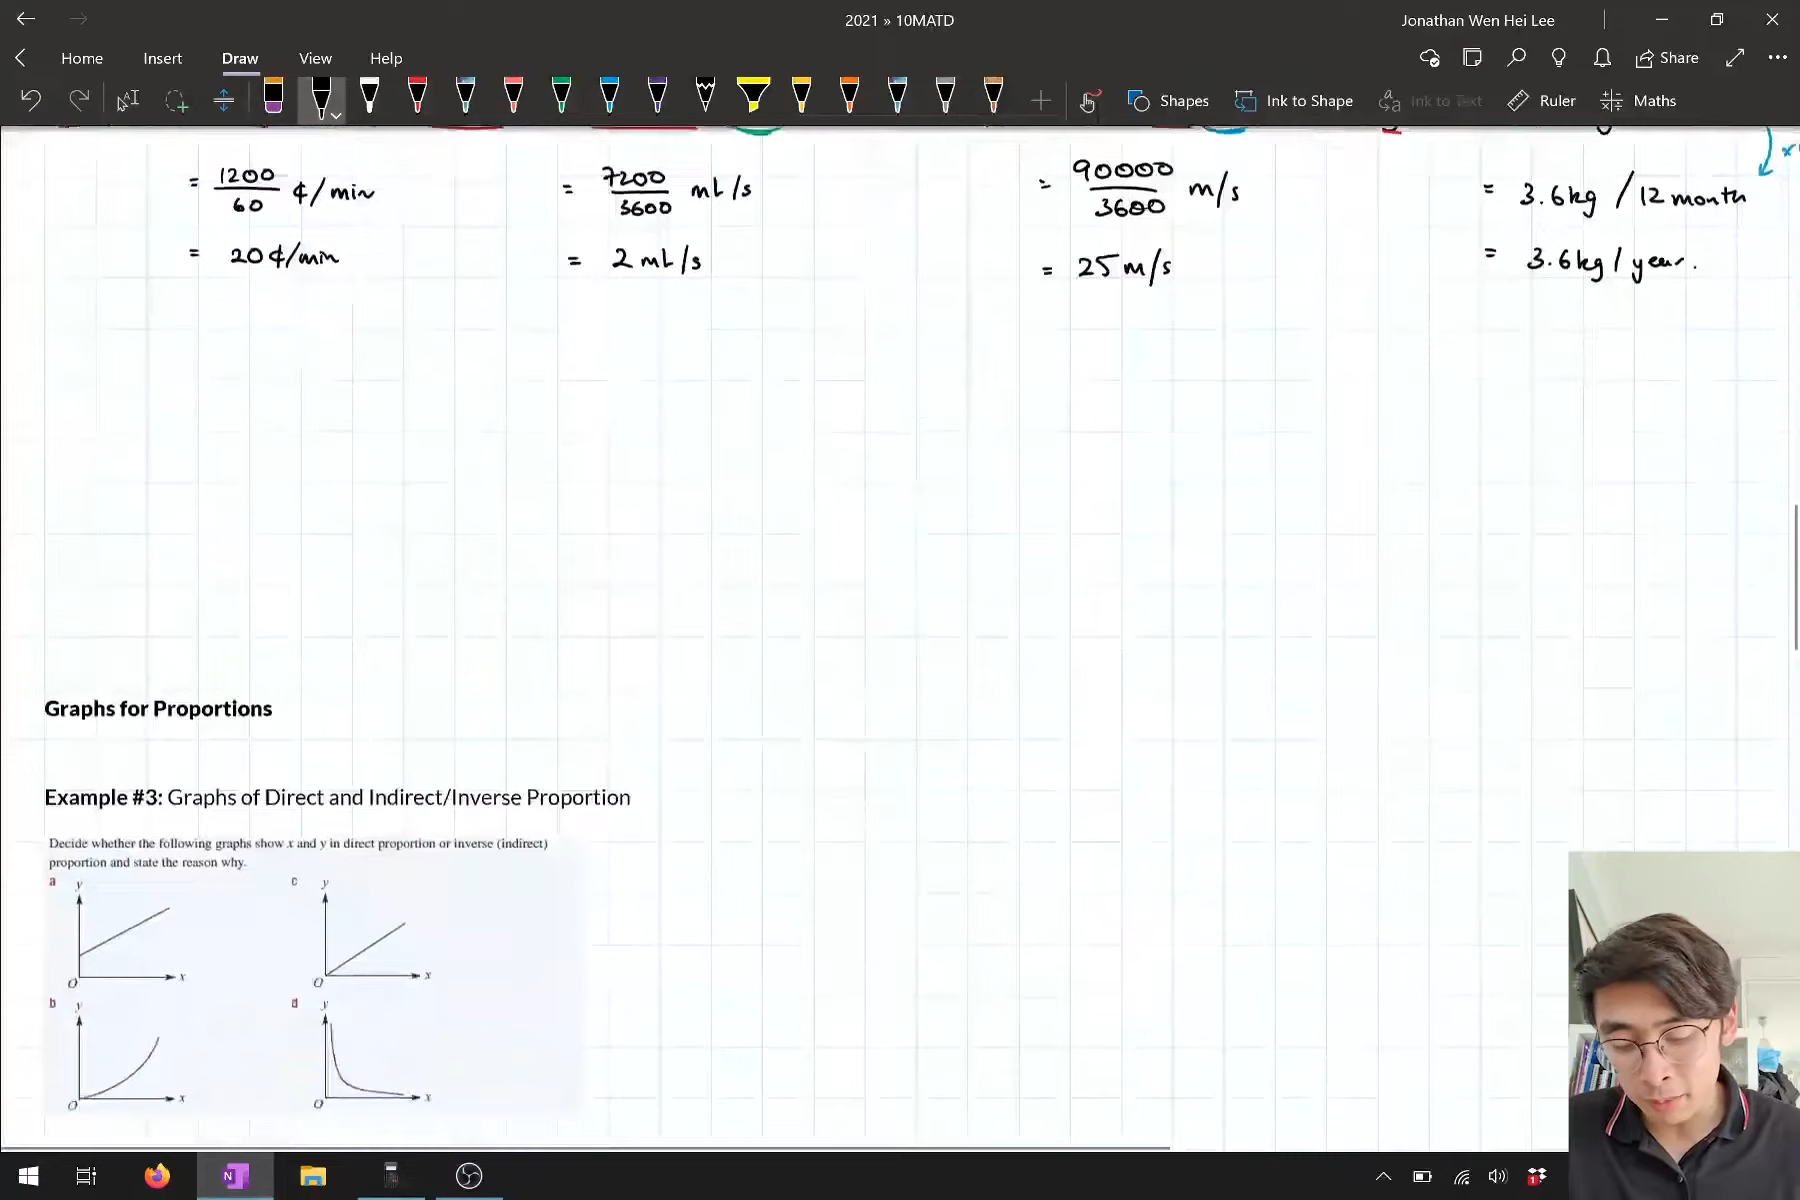 2021 » 10MATD
Jonathan Wen Hei Lee
Home Insert Draw View Help
Share
Shapes Ink to Shape Ink to Text Ruler Maths
= 1200/60 ¢/min
= 20¢/min
= 7200/3600 mL/s
= 2 mL/s
= 90000/3600 m/s
= 25 m/s
= 3.6kg / 12 month
= 3.6kg / year.
Graphs for Proportions
Example #3: Graphs of Direct and Indirect/Inverse Proportion
Decide whether the following graphs show x and y in direct proportion or inverse (indirect)
proportion and state the reason why.
a y
O x
c y
O x
b y
O x
d y
O x